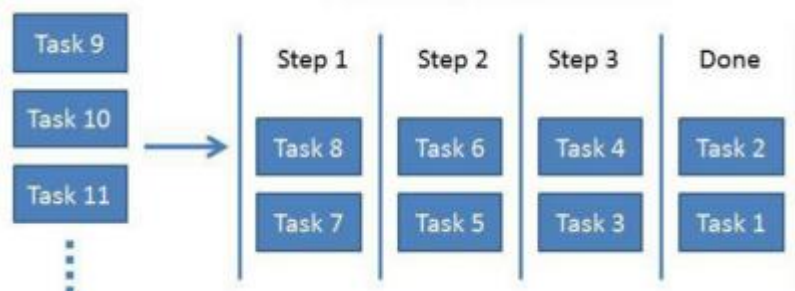 Task 9
Task 10
Task 11
Step 1
Step 2
Step 3
Done
Task 8
Task 6
Task 4
Task 2
Task 7
Task 5
Task 3
Task 1